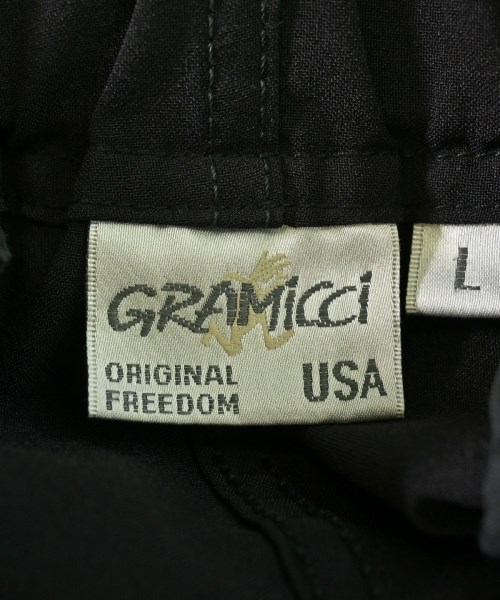 GRAMiCCi
ORIGINAL
FREEDOM
USA
L